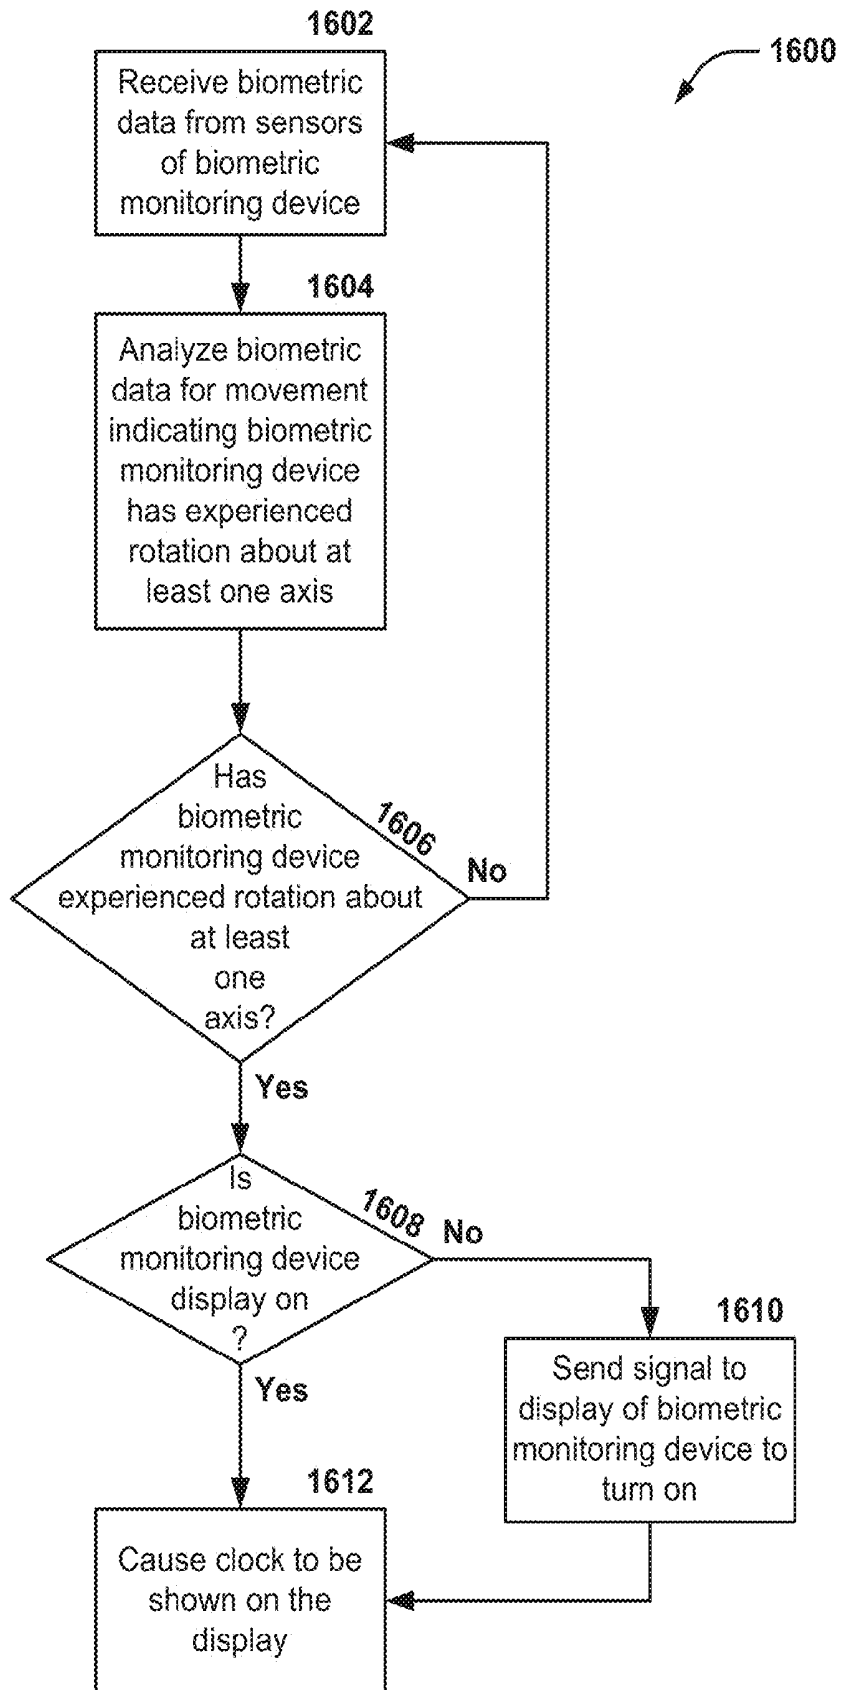 1602
1600
Receive biometric
data from sensors
of biometric
monitoring device
1604
Analyze biometric
data for movement
indicating biometric
monitoring device
has experienced
rotation about at
least one axis
Has
biometric
monitoring device
experienced rotation about
at least
one
axis?
1606
No
Yes
Is
biometric
monitoring device
display on
?
1608
No
Yes
1610
Send signal to
display of biometric
monitoring device to
turn on
1612
Cause clock to be
shown on the
display